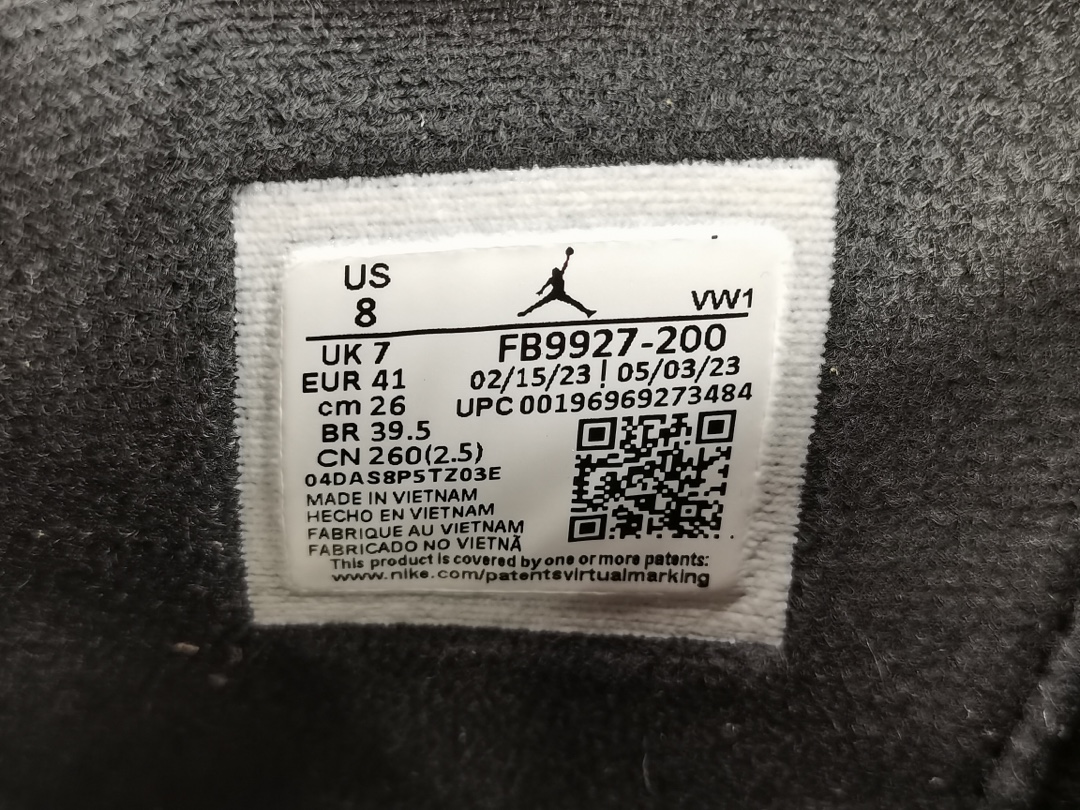 US
8
VW1
UK 7
FB9927-200
EUR 41
02/15/23 | 05/03/23
cm 26
UPC 00196969273484
BR 39.5
CN 260(2.5)
04DAS8P5TZ03E
MADE IN VIETNAM
HECHO EN VIETNAM
FABRIQUE AU VIETNAM
FABRICADO NO VIETNÃ
This product is covered by one or more patents:
www.nike.com/patentsvirtualmarking